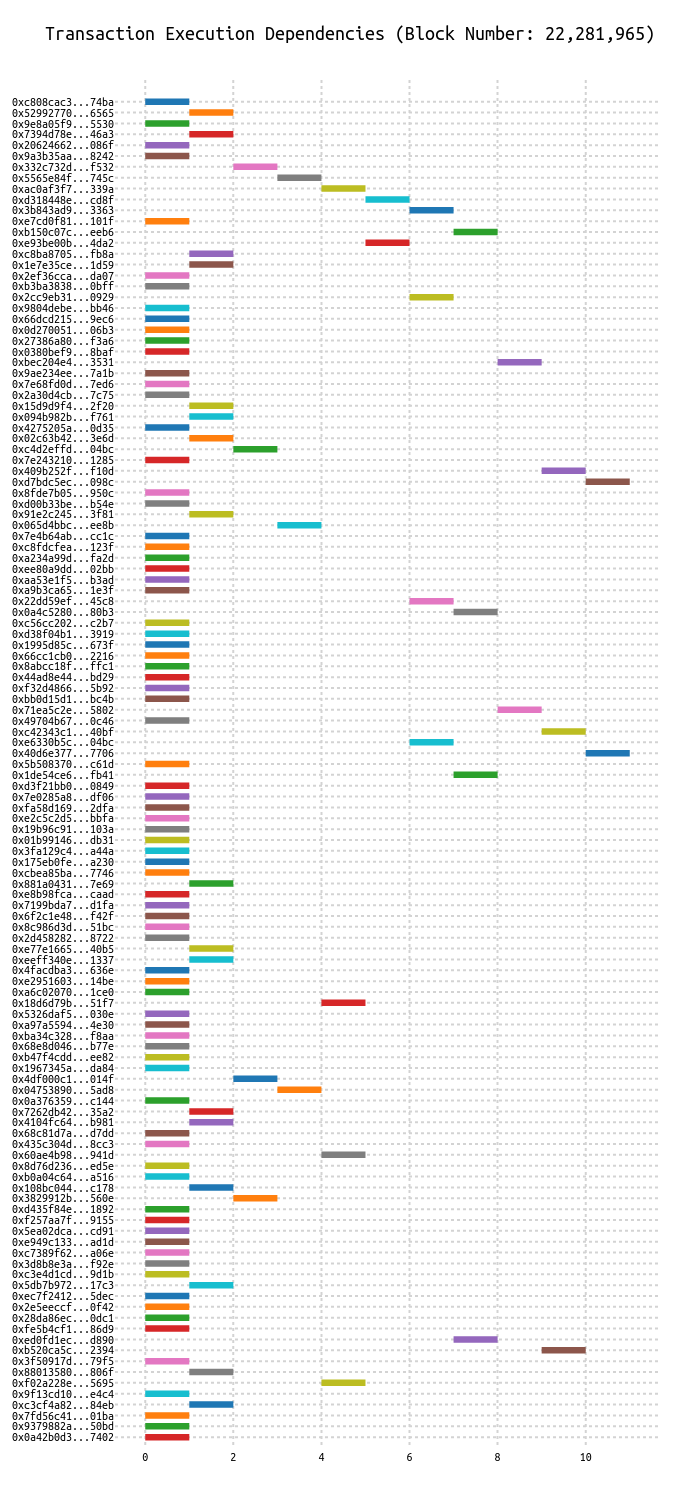 Transaction Execution Dependencies (Block Number: 22,281,965)
0xc808cac3...74ba
0x52992770...6565
0x9e8a05f9...5530
0x7394d78e...46a3
0x20624662...086f
0x9a3b35aa...8242
0x332c732d...f532
0x5565e84f...745c
0xac0af3f7...339a
0xd318448e...cd8f
0x3b843ad9...3363
0xe7cd0f81...101f
0xb150c07c...eeb6
0xe93be00b...4da2
0xc8ba8705...fb8a
0x1e7e35ce...1d59
0x2ef36cca...da07
0xb3ba3838...0bff
0x2cc9eb31...0929
0x9804debe...bb46
0x66dcd215...9ec6
0x0d270051...06b3
0x27386a80...f3a6
0x0380bef9...8baf
0xbec204e4...3531
0x9ae234ee...7a1b
0x7e68fd0d...7ed6
0x2a30d4cb...7c75
0x15d9d9f4...2f20
0x094b982b...f761
0x4275205a...0d35
0x02c63b42...3e6d
0xc4d2effd...04bc
0x7e243210...1285
0x409b252f...f10d
0xd7bdc5ec...098c
0x8fde7b05...950c
0xd00b33be...b54e
0x91e2c245...3f81
0x065d4bbc...ee8b
0x7e4b64ab...cc1c
0xc8fdcfea...123f
0xa234a99d...fa2d
0xee80a9dd...02bb
0xaa53e1f5...b3ad
0xa9b3ca65...1e3f
0x22dd59ef...45c8
0x0a4c5280...80b3
0xc56cc202...c2b7
0xd38f04b1...3919
0x1995d85c...673f
0x66cc1cb0...2216
0x8abcc18f...ffc1
0x44ad8e44...bd29
0xf32d4866...5b92
0xbb0d15d1...bc4b
0x71ea5c2e...5802
0x49704b67...0c46
0xc42343c1...40bf
0xe6330b5c...04bc
0x40d6e377...7706
0x5b508370...c61d
0x1de54ce6...fb41
0xd3f21bb0...0849
0x7e0285a8...df06
0xfa58d169...2dfa
0xe2c5c2d5...bbfa
0x19b96c91...103a
0x01b99146...db31
0x3fa129c4...a44a
0x175eb0fe...a230
0xcbea85ba...7746
0x881a0431...7e69
0xe8b98fca...caad
0x7199bda7...d1fa
0x6f2c1e48...f42f
0x8c986d3d...51bc
0x2d458282...8722
0xe77e1665...40b5
0xeeff340e...1337
0x4facdba3...636e
0xe2951603...14be
0xa6c02070...1ce0
0x18d6d79b...51f7
0x5326daf5...030e
0xa97a5594...4e30
0xba34c328...f8aa
0x68e8d046...b77e
0xb47f4cdd...ee82
0x1967345a...da84
0x4df000c1...014f
0x04753890...5ad8
0x0a376359...c144
0x7262db42...35a2
0x4104fc64...b981
0x68c81d7a...d7dd
0x435c304d...8cc3
0x60ae4b98...941d
0x8d76d236...ed5e
0xb0a04c64...a516
0x108bc044...c178
0x3829912b...560e
0xd435f84e...1892
0xf257aa7f...9155
0x5ea02dca...cd91
0xe949c133...ad1d
0xc7389f62...a06e
0x3d8b8e3a...f92e
0xc3e4d1cd...9d1b
0x5db7b972...17c3
0xec7f2412...5dec
0x2e5eeccf...0f42
0x28da86ec...0dc1
0xfe5b4cf1...86d9
0xed0fd1ec...d890
0xb520ca5c...2394
0x3f50917d...79f5
0x88013580...806f
0xf02a228e...5695
0x9f13cd10...e4c4
0xc3cf4a82...84eb
0x7fd56c41...01ba
0x9379882a...50bd
0x0a42b0d3...7402
0 2 4 6 8 10